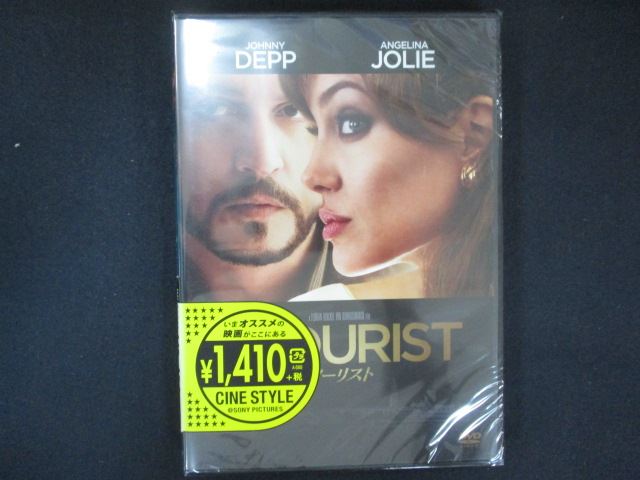 JOHNNY
DEPP
ANGELINA
JOLIE
OURIST
ーリスト
いまオススメの
映画がここにある
¥1,410
+税
CINE STYLE
@SONY PICTURES
DVD